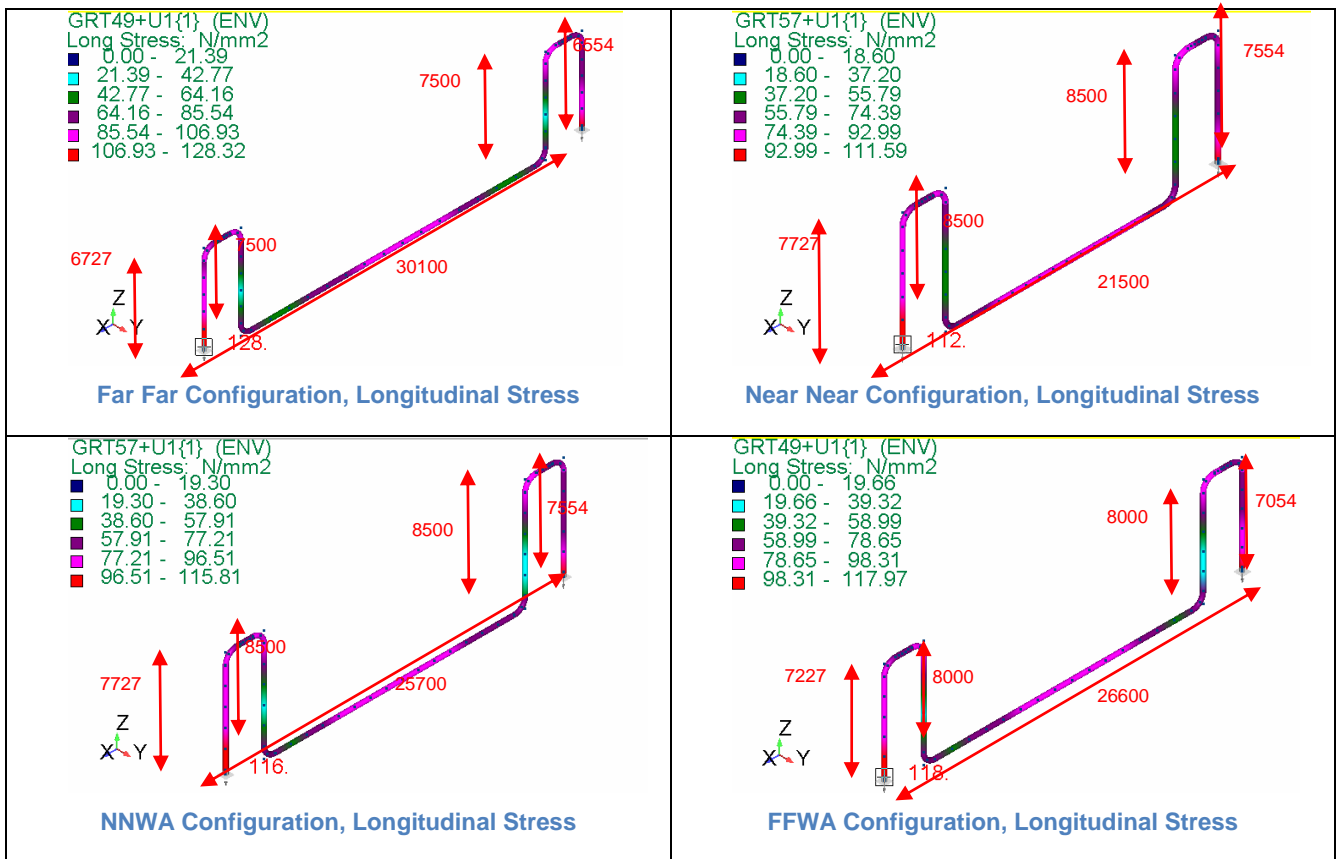 GRT49+U1{1} (ENV)
Long Stress: N/mm2
0.00 - 21.39
21.39 - 42.77
42.77 - 64.16
64.16 - 85.54
85.54 - 106.93
106.93 - 128.32
6554
7500
7500
6727
30100
Z
X Y
128.
Far Far Configuration, Longitudinal Stress
GRT57+U1{1} (ENV)
Long Stress: N/mm2
0.00 - 18.60
18.60 - 37.20
37.20 - 55.79
55.79 - 74.39
74.39 - 92.99
92.99 - 111.59
7554
8500
8500
7727
21500
Z
X Y
112.
Near Near Configuration, Longitudinal Stress
GRT57+U1{1} (ENV)
Long Stress: N/mm2
0.00 - 19.30
19.30 - 38.60
38.60 - 57.91
57.91 - 77.21
77.21 - 96.51
96.51 - 115.81
7554
8500
8500
7727
25700
Z
X Y
116.
NNWA Configuration, Longitudinal Stress
GRT49+U1{1} (ENV)
Long Stress: N/mm2
0.00 - 19.66
19.66 - 39.32
39.32 - 58.99
58.99 - 78.65
78.65 - 98.31
98.31 - 117.97
7054
8000
7227
8000
26600
Z
X Y
118.
FFWA Configuration, Longitudinal Stress